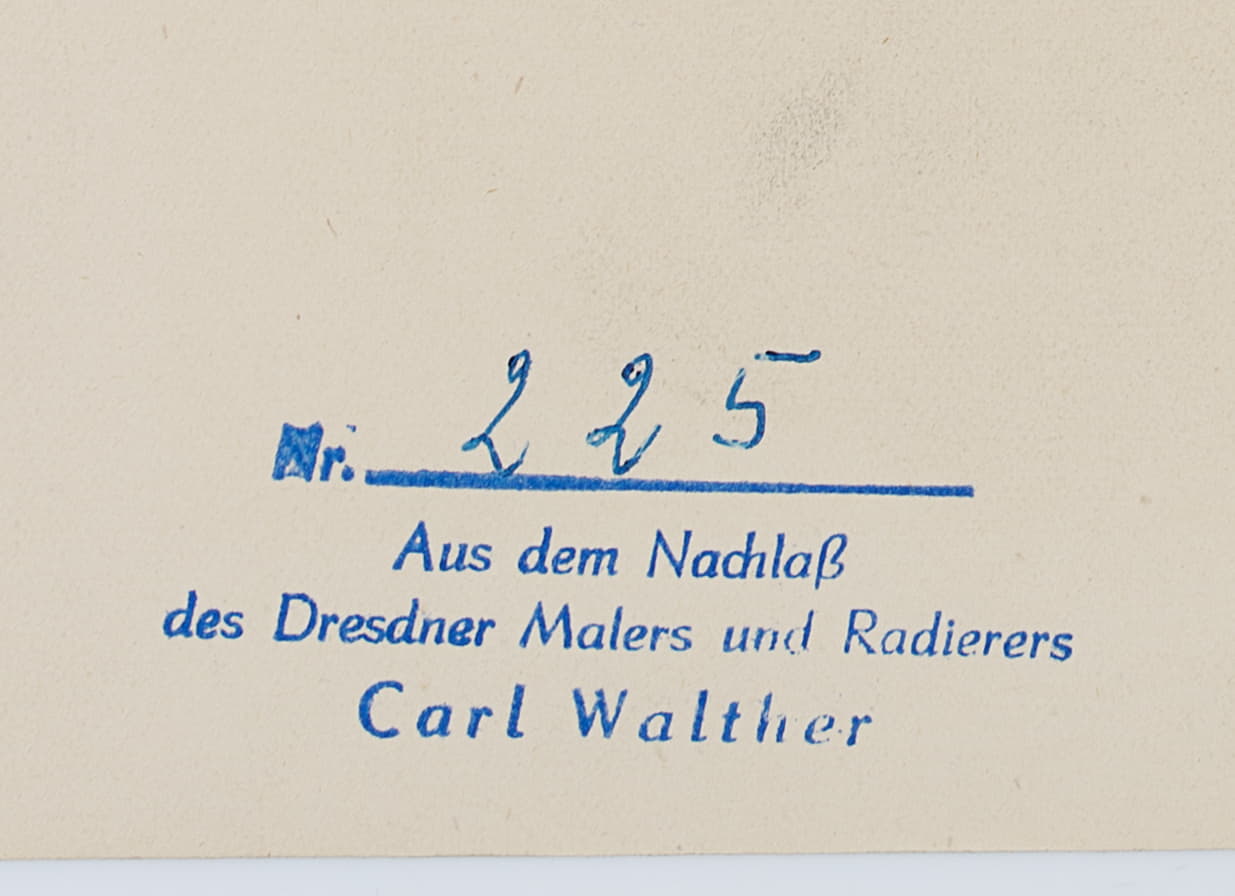 Nr. 225
Aus dem Nachlaß
des Dresdner Malers und Radierers
Carl Walther